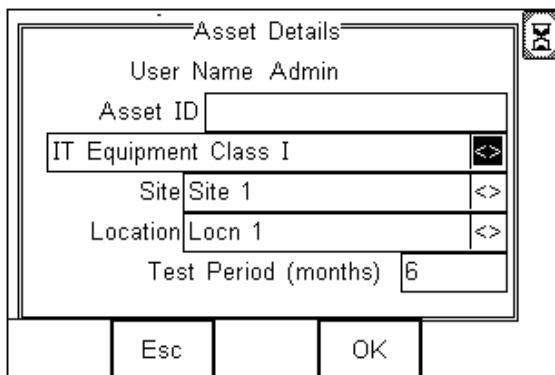 Asset Details
User Name Admin
Asset ID
IT Equipment Class I <>
Site Site 1 <>
Location Locn 1 <>
Test Period (months) 6
Esc OK